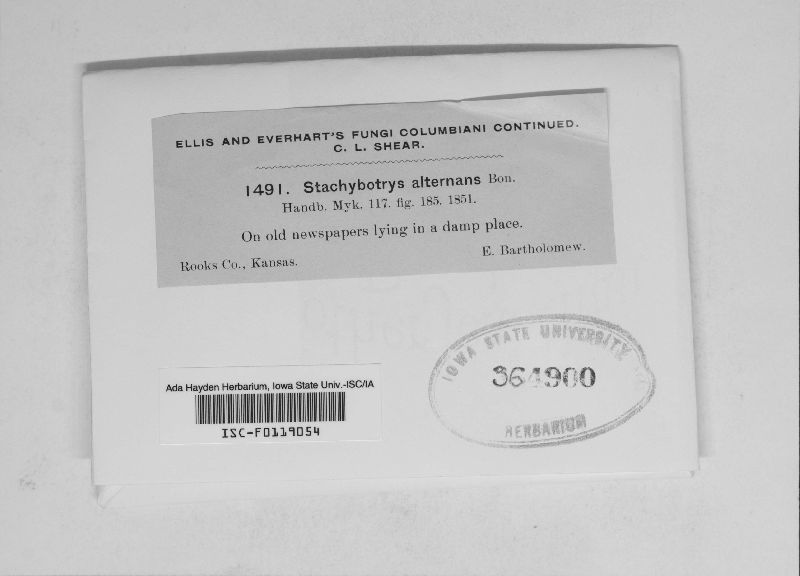 ELLIS AND EVERHART'S FUNGI COLUMBIANI CONTINUED.
C. L. SHEAR.
1491. Stachybotrys alternans Bon.
Handb. Myk. 117. fig. 185. 1851.
On old newspapers lying in a damp place.
Rooks Co., Kansas.
E. Bartholomew.
Ada Hayden Herbarium, Iowa State Univ.-ISC/IA
ISC-F0119054
IOWA STATE UNIVERSITY
364900
HERBARIUM